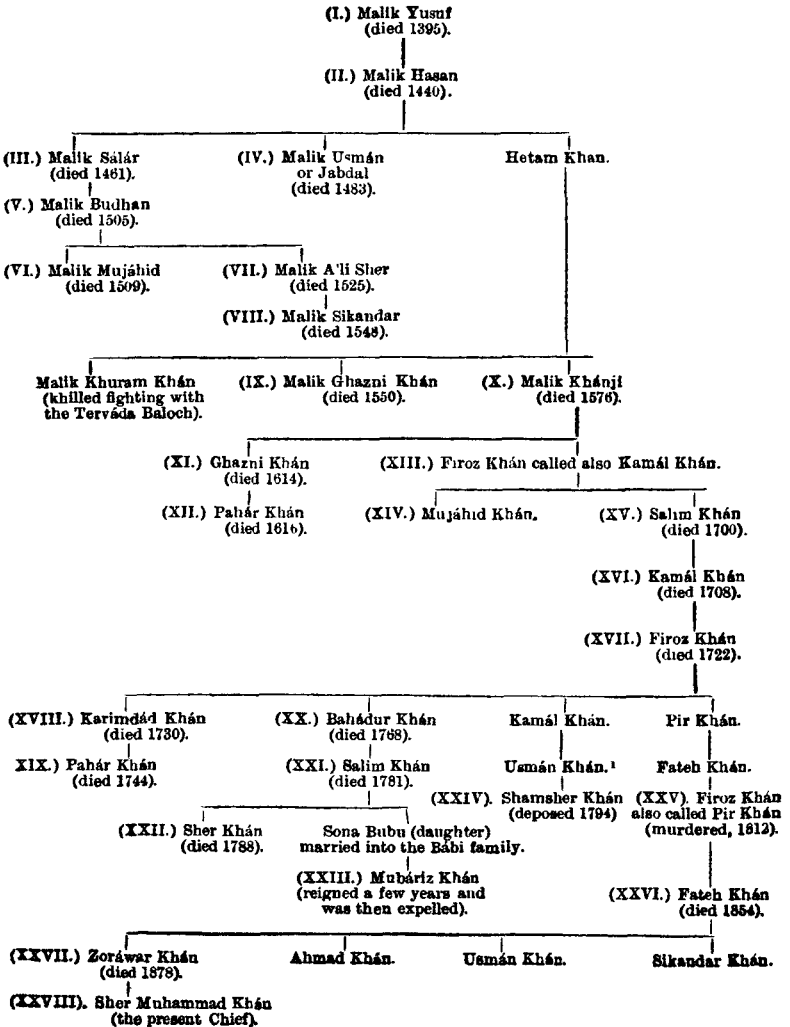 (I.) Malik Yusuf
(died 1395).
(II.) Malik Hasan
(died 1440).
(III.) Malik Sálár
(died 1461).
(IV.) Malik Usmán
or Jabdal
(died 1483).
Hetam Khan.
(V.) Malik Budhan
(died 1505).
(VI.) Malik Mujáhid
(died 1509).
(VII.) Malik A'li Sher
(died 1525).
(VIII.) Malik Sikandar
(died 1548).
Malik Khuram Khán
(khilled fighting with
the Terváda Baloch).
(IX.) Malik Ghazni Khán
(died 1550).
(X.) Malik Khánji
(died 1576).
(XI.) Ghazni Khán
(died 1614).
(XIII.) Firoz Khán called also Kamál Khán.
(XII.) Pahár Khán
(died 1616).
(XIV.) Mujáhid Khán.
(XV.) Salim Khán
(died 1700).
(XVI.) Kamál Khán
(died 1708).
(XVII.) Firoz Khán
(died 1722).
(XVIII.) Karimdád Khán
(died 1730).
(XX.) Bahádur Khán
(died 1768).
Kamál Khán.
Pir Khán.
XIX.) Pahár Khán
(died 1744).
(XXI.) Salim Khán
(died 1781).
Usmán Khán.¹
Fateh Khán.
(XXIV). Shamsher Khán
(deposed 1794)
(XXV). Firoz Khán
also called Pir Khán
(murdered, 1812).
(XXII.) Sher Khán
(died 1788).
Sona Bubu (daughter)
married into the Bábi family.
(XXIII.) Mubáriz Khán
(reigned a few years and
was then expelled).
(XXVI.) Fateh Khán
(died 1854).
(XXVII.) Zoráwar Khán
(died 1878).
Ahmad Khán.
Usmán Khán.
Sikandar Khán.
(XXVIII). Sher Muhammad Khán
(the present Chief).